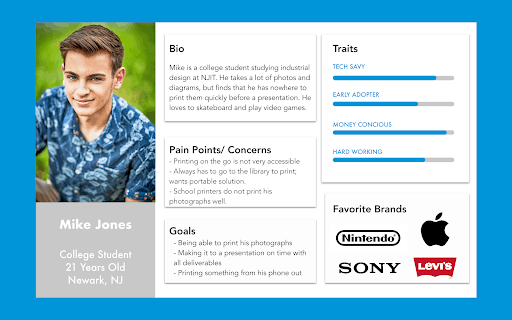 Mike Jones
College Student
21 Years Old
Newark, NJ
Bio
Mike is a college student studying industrial
design at NJIT. He takes a lot of photos and
diagrams, but finds that he has nowhere to
print them quickly before a presentation. He
loves to skateboard and play video games.
Pain Points/ Concerns
- Printing on the go is not very accessible
- Always has to go to the library to print;
wants portable solution.
- School printers do not print his
photographs well.
Goals
- Being able to print his photographs
- Making it to a presentation on time with
all deliverables
- Printing something from his phone out
Traits
TECH SAVY
EARLY ADOPTER
MONEY CONCIOUS
HARD WORKING
Favorite Brands
Nintendo
SONY
LEVI'S